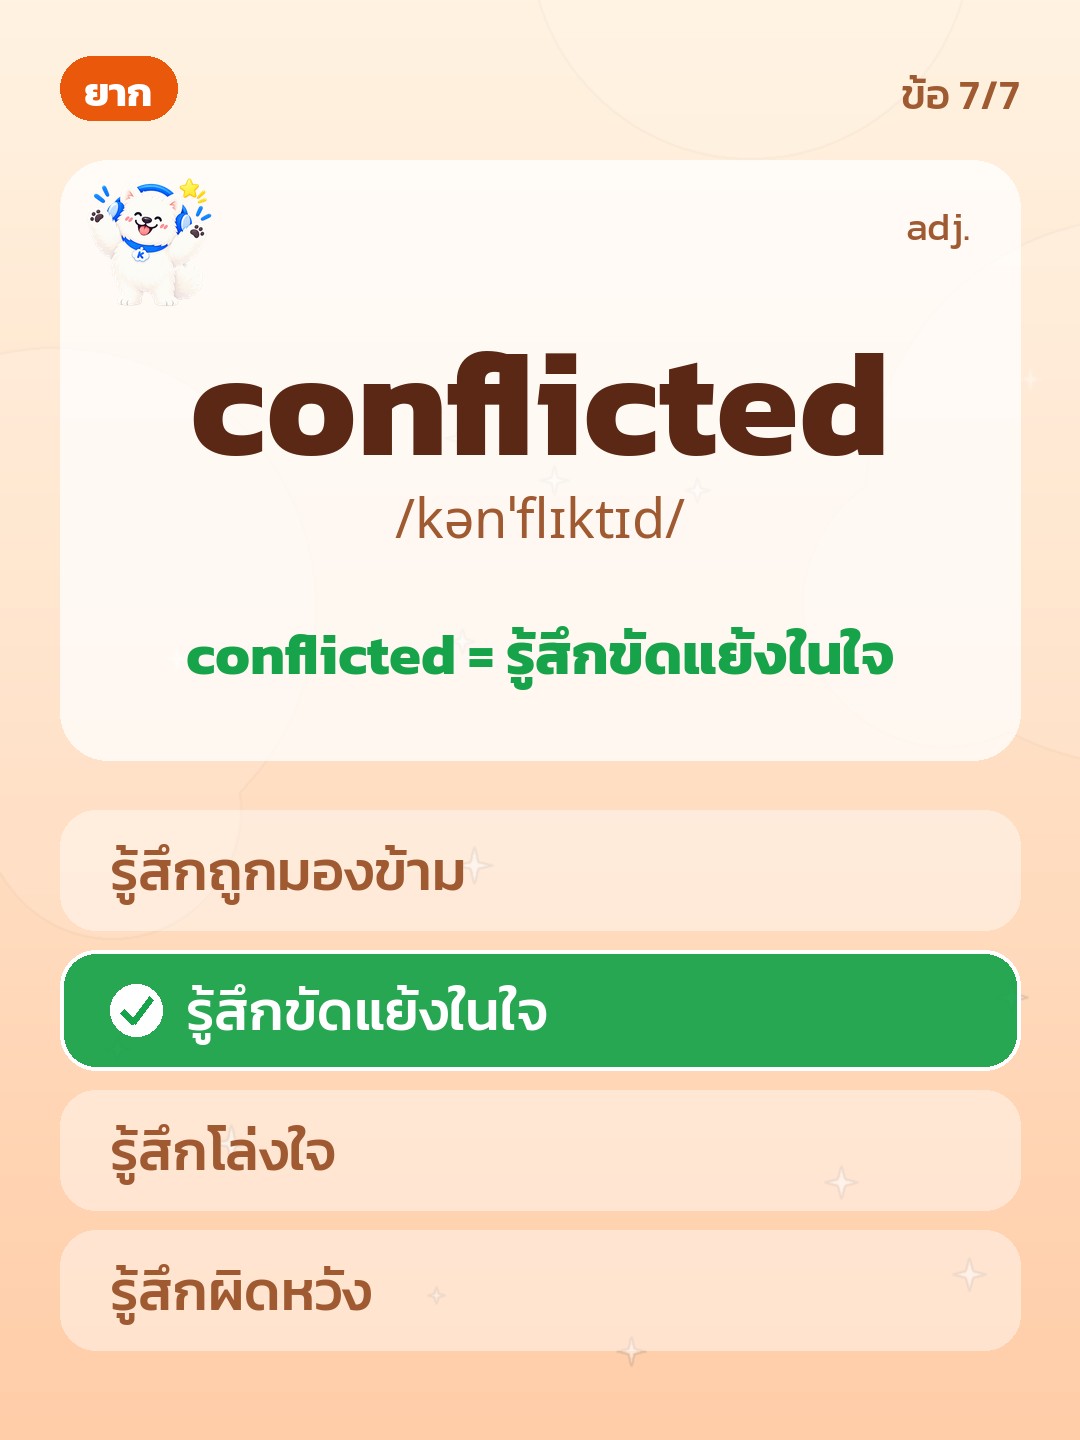 ยาก
ข้อ 7/7
adj.
conflicted
/kənˈflɪktɪd/
conflicted = รู้สึกขัดแย้งในใจ
รู้สึกถูกมองข้าม
รู้สึกขัดแย้งในใจ
รู้สึกโล่งใจ
รู้สึกผิดหวัง